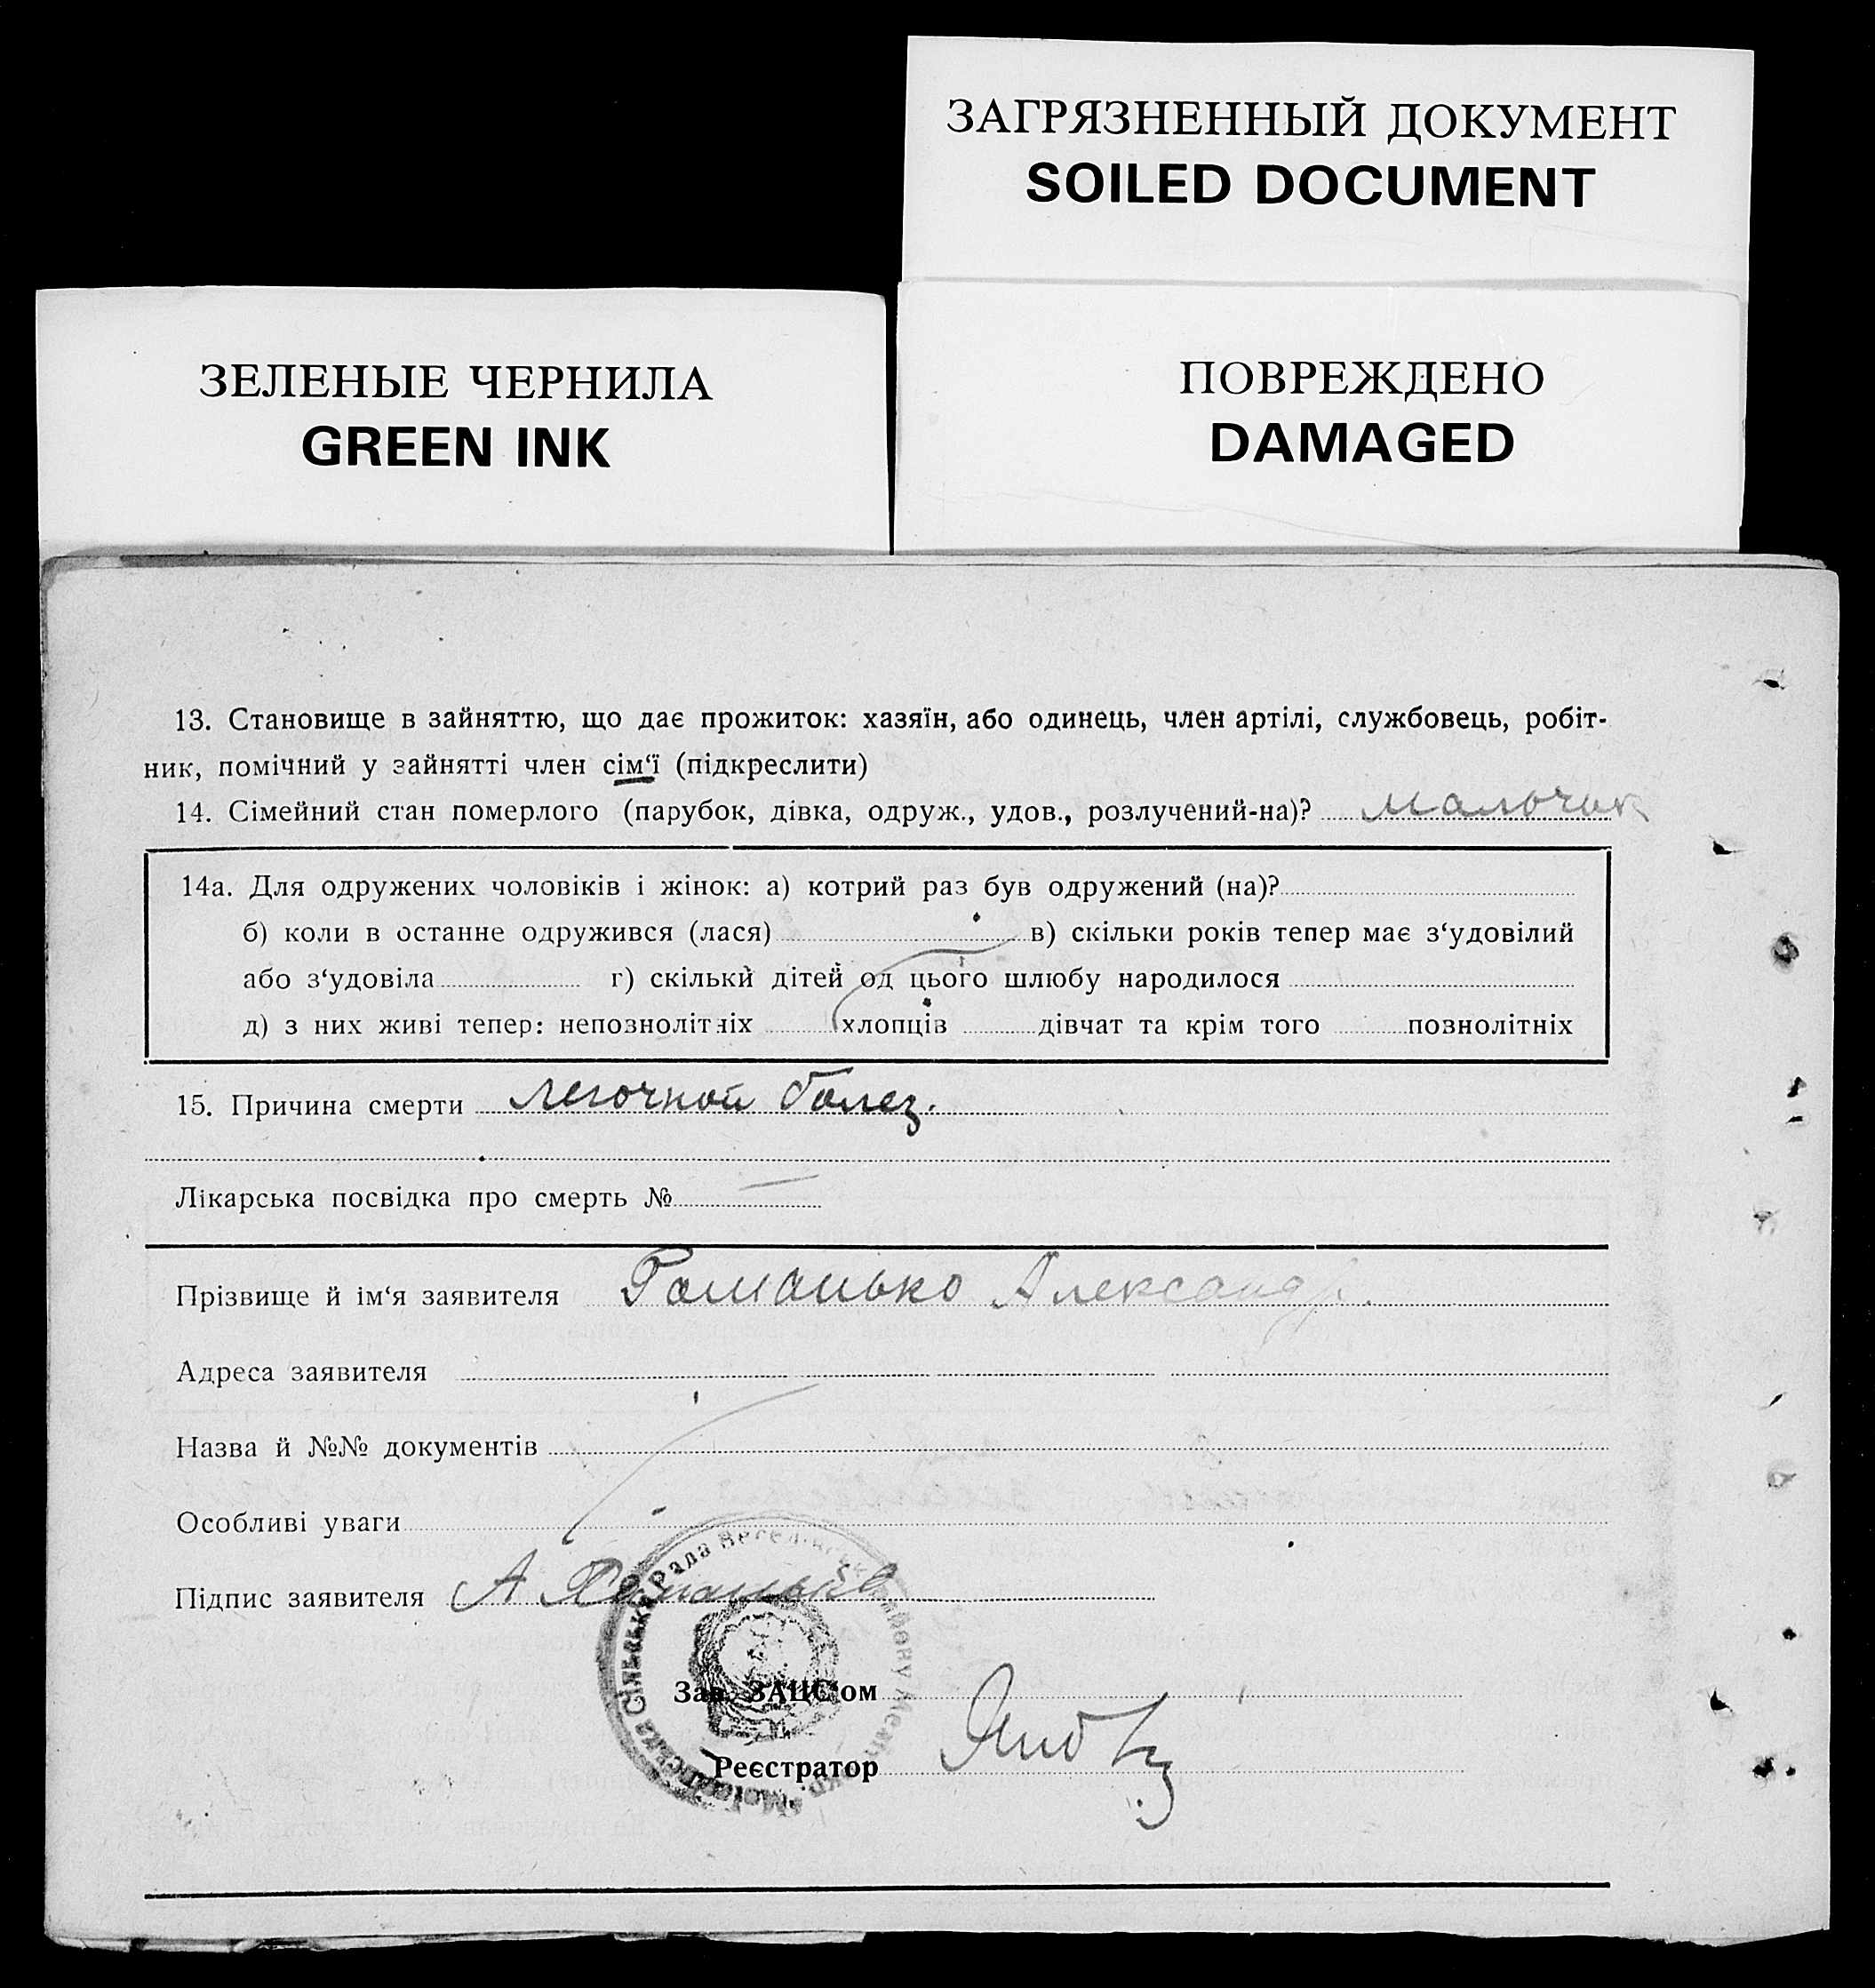 ЗАГРЯЗНЕННЫЙ ДОКУМЕНТ
SOILED DOCUMENT
ЗЕЛЕНЫЕ ЧЕРНИЛА
GREEN INK
ПОВРЕЖДЕНО
DAMAGED
13. Становище в зайняттю, що дає прожиток: хазяїн, або одинець, член артілі, службовець, робіт-
ник, помічний у зайнятті член сім‘ї (підкреслити)
14. Сімейний стан померлого (парубок, дівка, одруж., удов., розлучений-на)? мальочик
14а. Для одружених чоловіків і жінок: а) котрий раз був одружений (на)?
б) коли в останне одружився (лася) в) скільки років тепер має з‘удовілий
або з‘удовіла г) скільки дітей од цього шлюбу народилося
д) з них живі тепер: непознолітніх хлопців дівчат та крім того познолітніх
15. Причина смерти легочной болез.
Лікарська посвідка про смерть № —
Прізвище й ім‘я заявителя Романько Александр.
Адреса заявителя
Назва й №№ документів
Особливі уваги
Підпис заявителя А Романько
Сільська Рада
Зав. ЗАЦС‘ом
Реєстратор